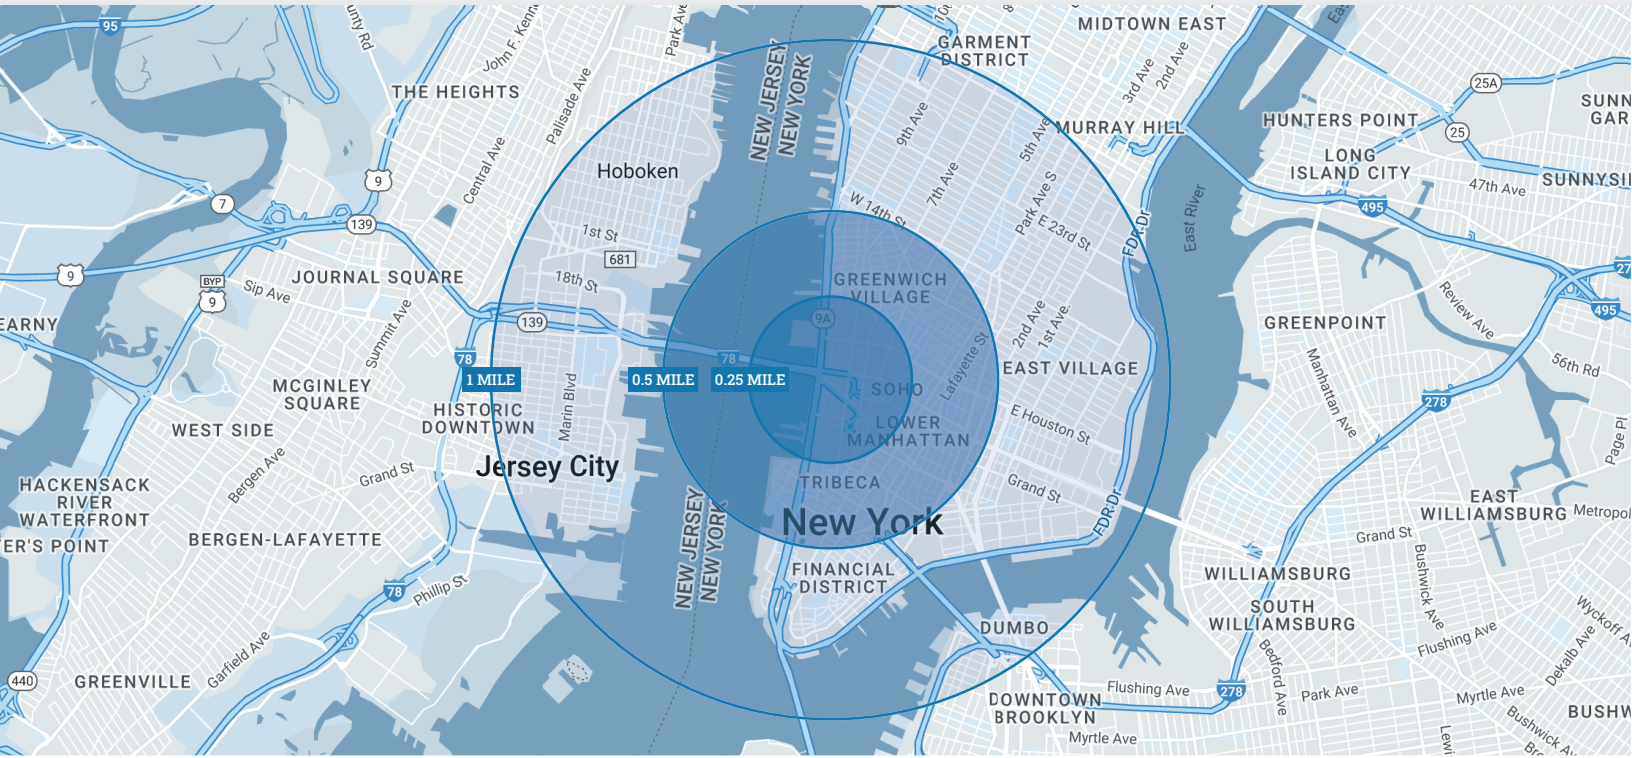 95
unty Rd
John F. Kenn
Park Ave
NEW JERSEY
NEW YORK
GARMENT
DISTRICT
MIDTOWN EAST
3rd Ave
2nd Ave
25A
THE HEIGHTS
Palisade Ave
9th Ave
5th Ave
MURRAY HILL
HUNTERS POINT
25
SUNN
GAR
Central Ave
Hoboken
7th Ave
Park Ave S
LONG
ISLAND CITY
9
7
139
W 14th St
E 23rd St
FDR Dr
East River
495
47th Ave
SUNNYSI
1st St
681
18th St
9
BYP
9
Sip Ave
JOURNAL SQUARE
GREENWICH
VILLAGE
27
EARNY
Summit Ave
139
9A
2nd Ave
1st Ave.
GREENPOINT
Review Ave
495
78
78
Lafayette St
EAST VILLAGE
56th Rd
1 MILE
0.5 MILE
0.25 MILE
MCGINLEY
SQUARE
Marin Blvd
SOHO
Manhattan Ave
278
HISTORIC
DOWNTOWN
LOWER
MANHATTAN
E Houston St
WEST SIDE
Page Pl
Jersey City
Bergen Ave
Grand St
TRIBECA
Grand St
HACKENSACK
RIVER
WATERFRONT
NEW JERSEY
NEW YORK
New York
FDR Dr
EAST
WILLIAMSBURG
Metropol
ER'S POINT
BERGEN-LAFAYETTE
Grand St
78
Phillip St
FINANCIAL
DISTRICT
WILLIAMSBURG
Bushwick Ave
SOUTH
WILLIAMSBURG
Wyckoff A
DUMBO
Flushing Ave
Dekalb Ave
Garfield Ave
Bedford Ave
440
GREENVILLE
DOWNTOWN
BROOKLYN
Flushing Ave
278
Park Ave
Myrtle Ave
Bushwick Av
BUSHW
Myrtle Ave
Lewi
Bro